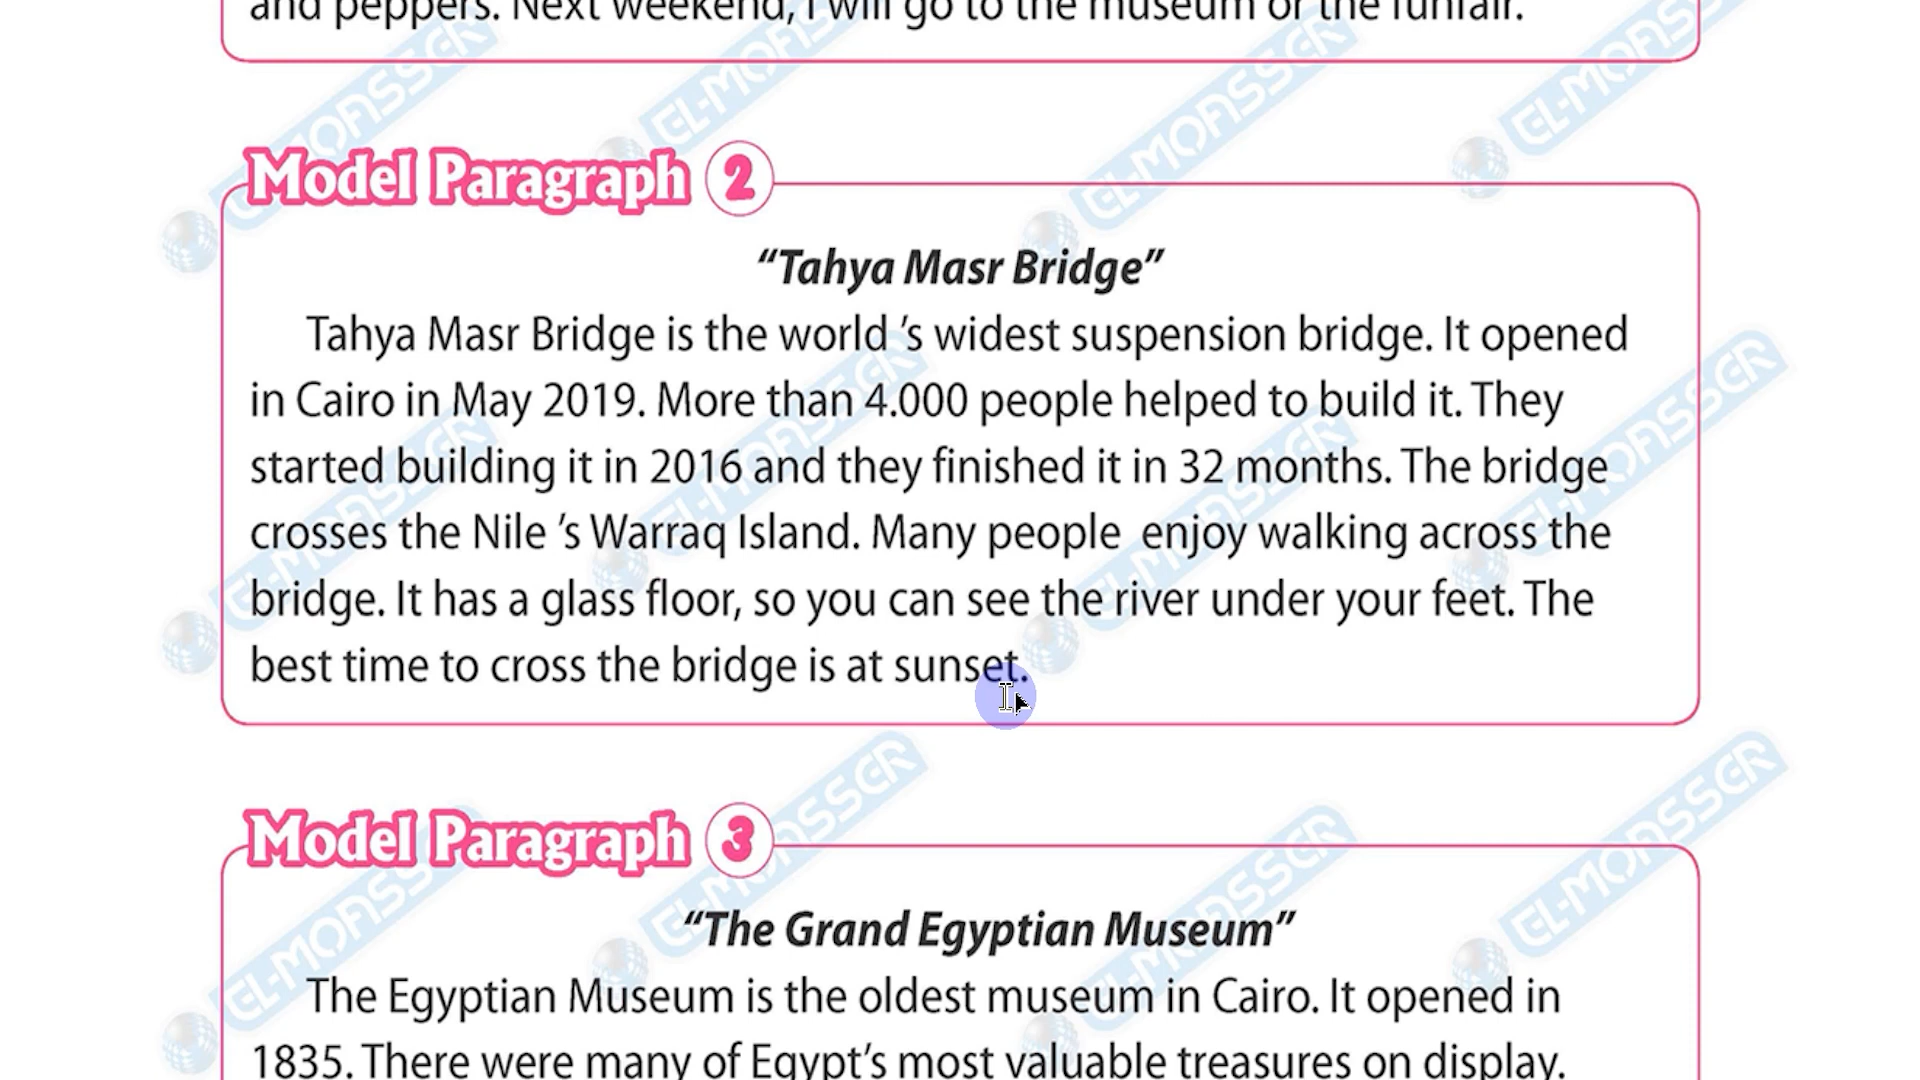 and peppers. Next weekend, I will go to the museum or the funfair.
Model Paragraph 2
“Tahya Masr Bridge”
Tahya Masr Bridge is the world ’s widest suspension bridge. It opened
in Cairo in May 2019. More than 4.000 people helped to build it. They
started building it in 2016 and they finished it in 32 months. The bridge
crosses the Nile ’s Warraq Island. Many people  enjoy walking across the
bridge. It has a glass floor, so you can see the river under your feet. The
best time to cross the bridge is at sunset.
Model Paragraph 3
“The Grand Egyptian Museum”
The Egyptian Museum is the oldest museum in Cairo. It opened in
1835. There were many of Egypt’s most valuable treasures on display.
EL-MOASSER